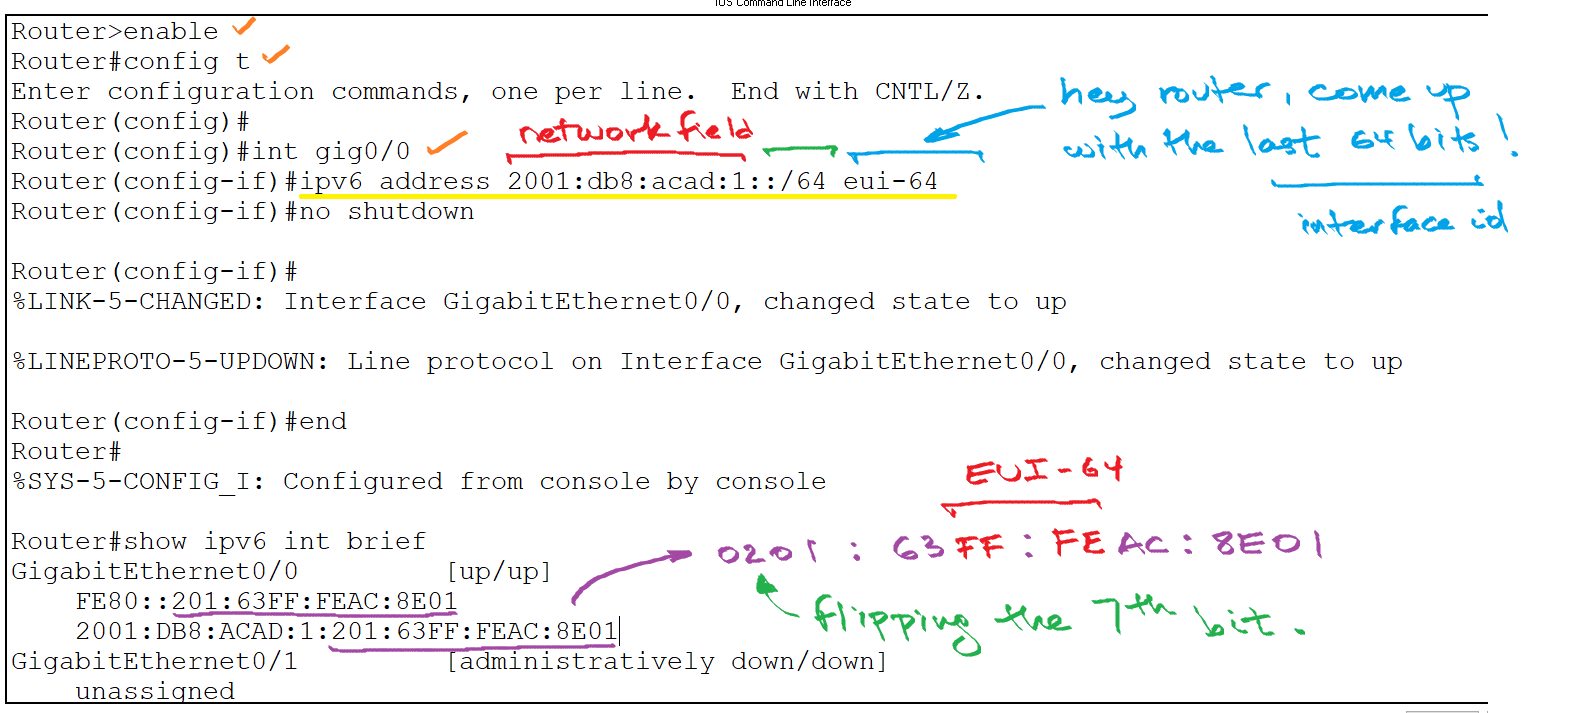 IOS Command Line Interface
Router>enable
Router#config t
Enter configuration commands, one per line.  End with CNTL/Z.
hey router, come up
Router(config)#
network field
with the last 64 bits!
Router(config)#int gig0/0
Router(config-if)#ipv6 address 2001:db8:acad:1::/64 eui-64
Router(config-if)#no shutdown
interface id
Router(config-if)#
%LINK-5-CHANGED: Interface GigabitEthernet0/0, changed state to up
%LINEPROTO-5-UPDOWN: Line protocol on Interface GigabitEthernet0/0, changed state to up
Router(config-if)#end
Router#
%SYS-5-CONFIG_I: Configured from console by console
EUI-64
Router#show ipv6 int brief
0201 : 63FF : FEAC : 8E01
GigabitEthernet0/0         [up/up]
FE80::201:63FF:FEAC:8E01
flipping the 7th bit.
2001:DB8:ACAD:1:201:63FF:FEAC:8E01
GigabitEthernet0/1         [administratively down/down]
unassigned